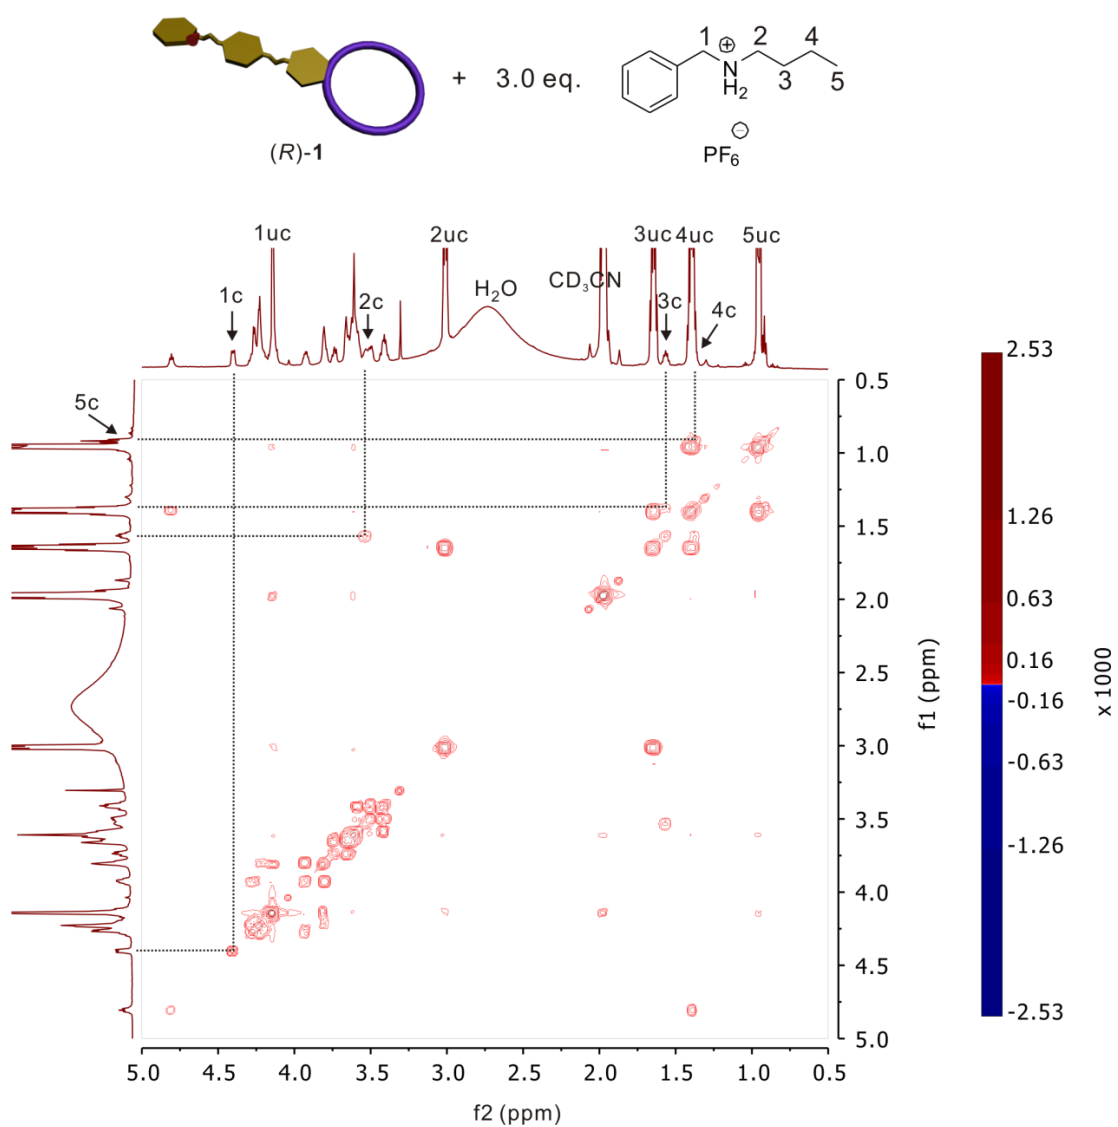 1 2 4
+ 3.0 eq. N + 3 5
H2
(R)-1
PF6 −
1uc 2uc 3uc 4uc 5uc
1c 2c H2O CD3CN 3c 4c
5c
0.5
1.0
1.5
2.0
2.5
3.0
3.5
4.0
4.5
5.0
f1 (ppm)
2.53
1.26
0.63
0.16
-0.16
-0.63
-1.26
-2.53
x 1000
5.0 4.5 4.0 3.5 3.0 2.5 2.0 1.5 1.0 0.5
f2 (ppm)